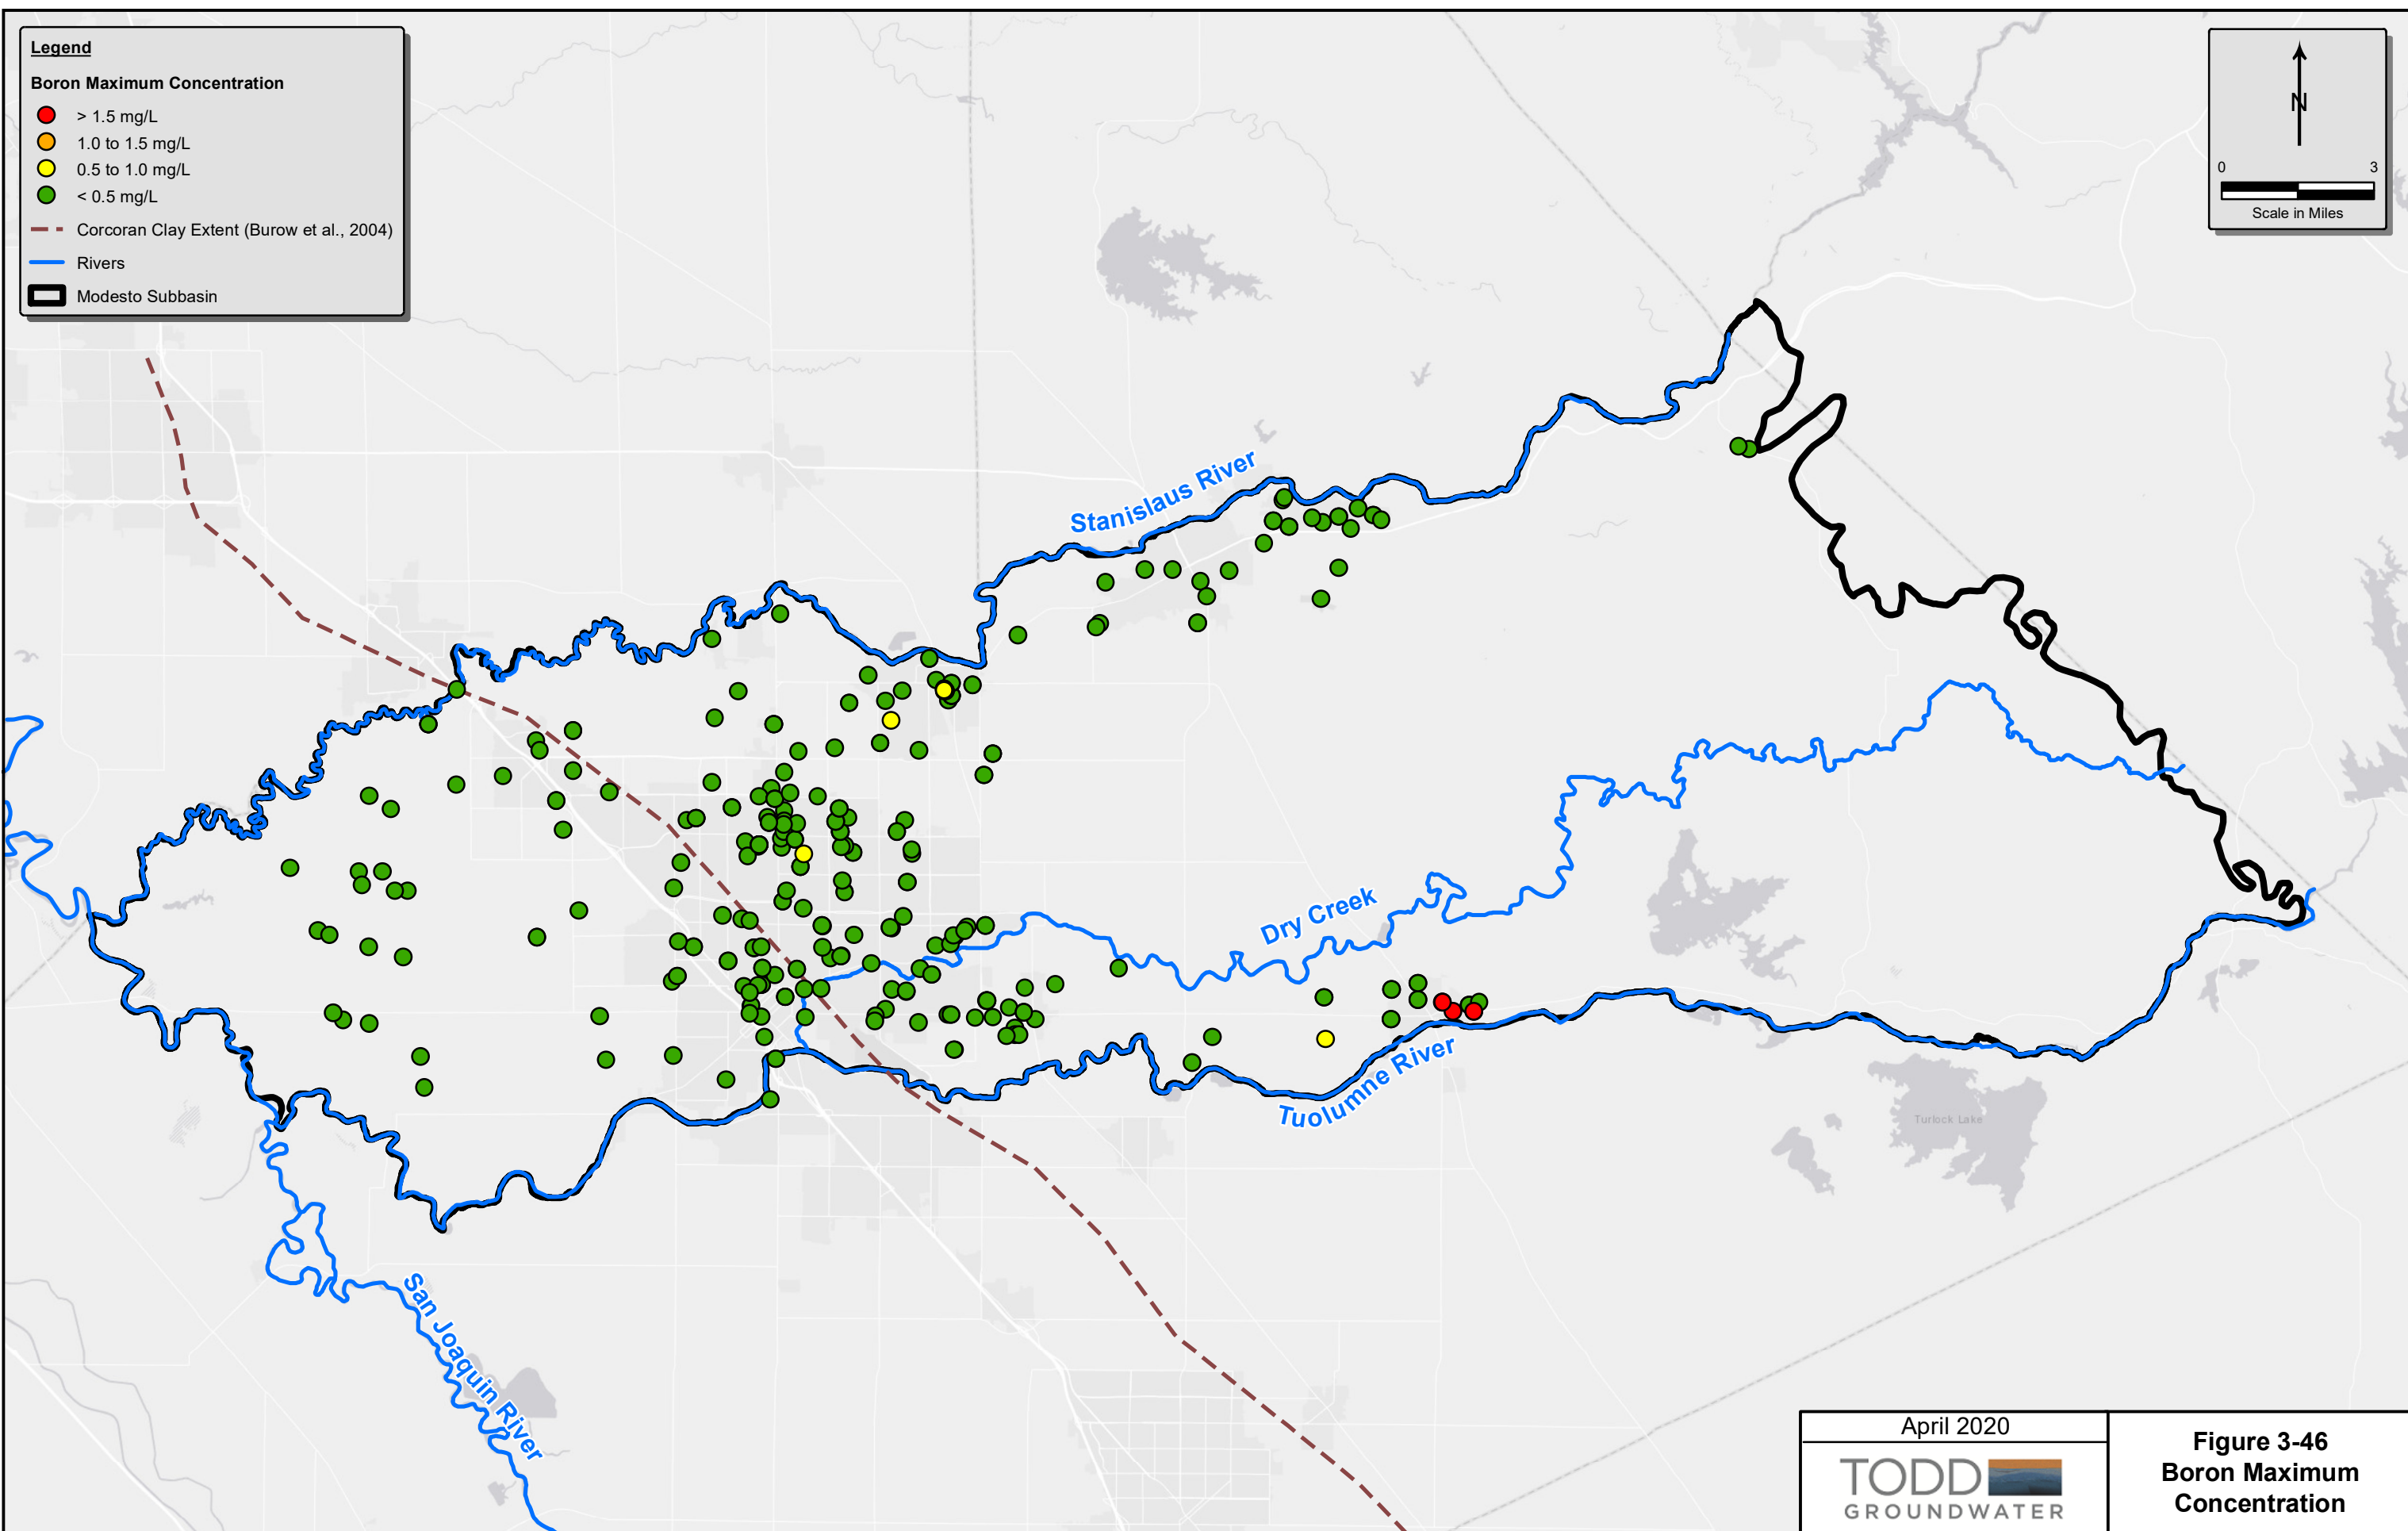 Legend
Boron Maximum Concentration
> 1.5 mg/L
1.0 to 1.5 mg/L
0.5 to 1.0 mg/L
< 0.5 mg/L
Corcoran Clay Extent (Burow et al., 2004)
Rivers
Modesto Subbasin
N
0 3
Scale in Miles
Stanislaus River
Dry Creek
Tuolumne River
Turlock Lake
San Joaquin River
April 2020
TODD
GROUNDWATER
Figure 3-46
Boron Maximum
Concentration